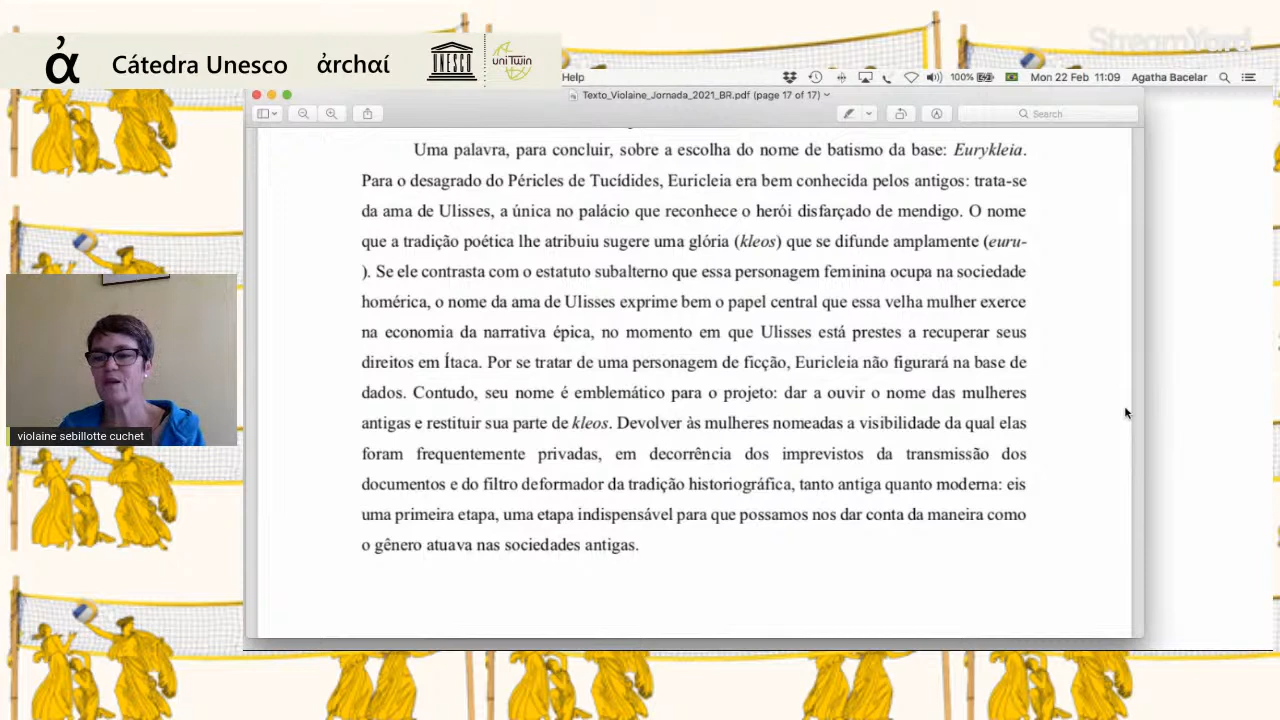 StreamYard
ἀ
Cátedra Unesco
ἀrchaí
UNESCO
uniTwin
Help
100%
Mon 22 Feb 11:09
Agatha Bacelar
Texto_Violaine_Jornada_2021_BR.pdf (page 17 of 17)
Search
Uma palavra, para concluir, sobre a escolha do nome de batismo da base: Eurykleia.
Para o desagrado do Péricles de Tucídides, Euricleia era bem conhecida pelos antigos: trata-se
da ama de Ulisses, a única no palácio que reconhece o herói disfarçado de mendigo. O nome
que a tradição poética lhe atribuiu sugere uma glória (kleos) que se difunde amplamente (euru-
). Se ele contrasta com o estatuto subalterno que essa personagem feminina ocupa na sociedade
homérica, o nome da ama de Ulisses exprime bem o papel central que essa velha mulher exerce
na economia da narrativa épica, no momento em que Ulisses está prestes a recuperar seus
direitos em Ítaca. Por se tratar de uma personagem de ficção, Euricleia não figurará na base de
dados. Contudo, seu nome é emblemático para o projeto: dar a ouvir o nome das mulheres
antigas e restituir sua parte de kleos. Devolver às mulheres nomeadas a visibilidade da qual elas
foram frequentemente privadas, em decorrência dos imprevistos da transmissão dos
documentos e do filtro deformador da tradição historiográfica, tanto antiga quanto moderna: eis
uma primeira etapa, uma etapa indispensável para que possamos nos dar conta da maneira como
o gênero atuava nas sociedades antigas.
violaine sebillotte cuchet